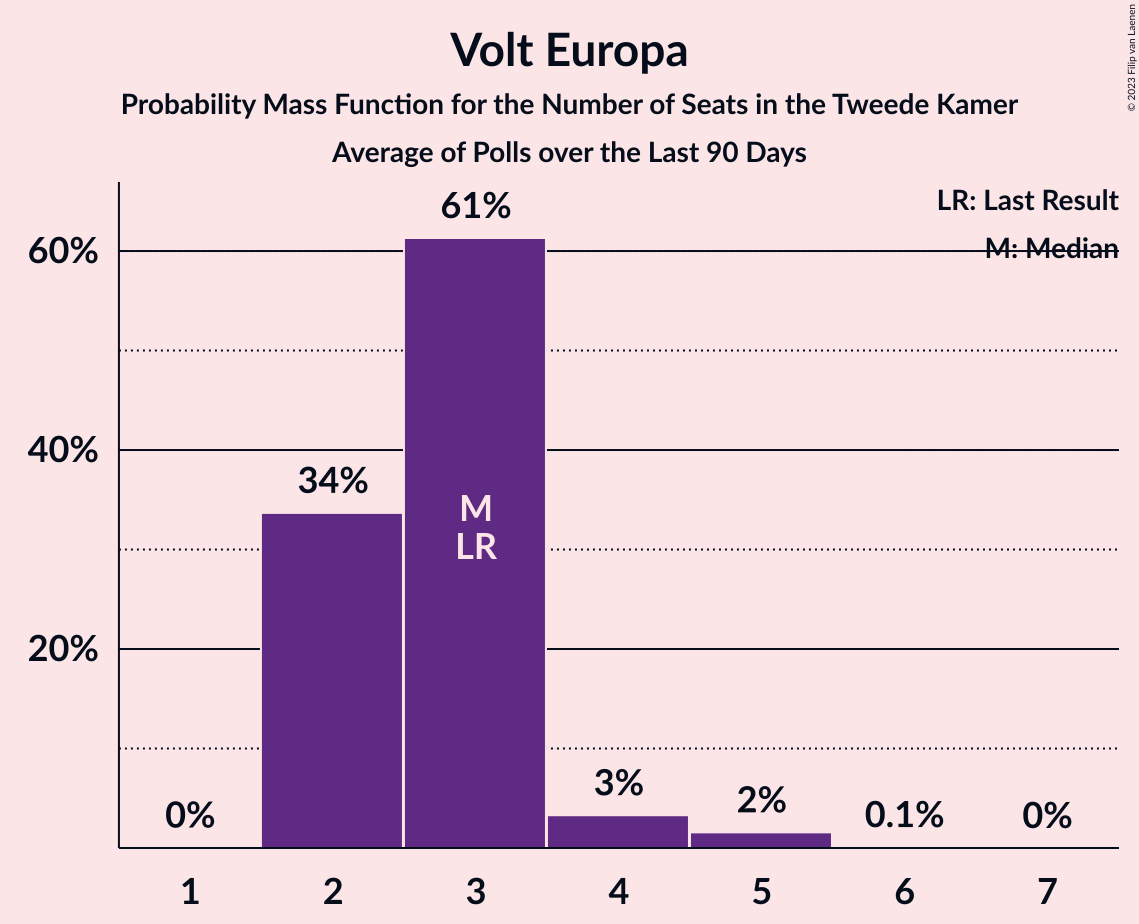 Volt Europa
Probability Mass Function for the Number of Seats in the Tweede Kamer
Average of Polls over the Last 90 Days
© 2023 Filip van Laenen
LR: Last Result
M: Median
60%
40%
20%
0%
34%
61%
M
LR
3%
2%
0.1%
0%
1 2 3 4 5 6 7